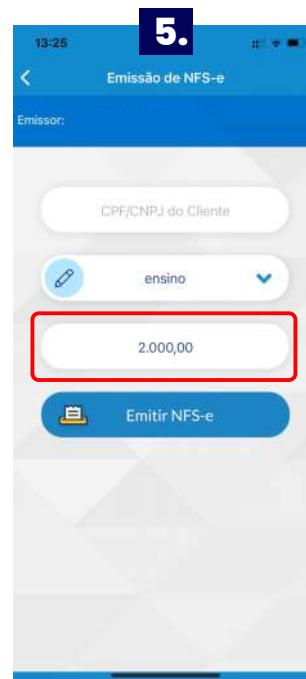 5.
13:25
Emissão de NFS-e
Emissor:
CPF/CNPJ do Cliente
ensino
2.000,00
Emitir NFS-e